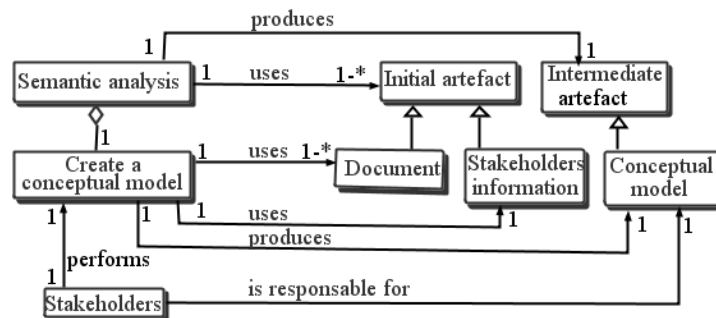 produces
1
1
Semantic analysis
1
uses
1-*
Initial artefact
Intermediate
artefact
1
Create a
conceptual model
1
uses
1-*
Document
Stakeholders
information
Conceptual
model
1
1
1
uses
1
1
1
produces
performs
1
is responsable for
Stakeholders